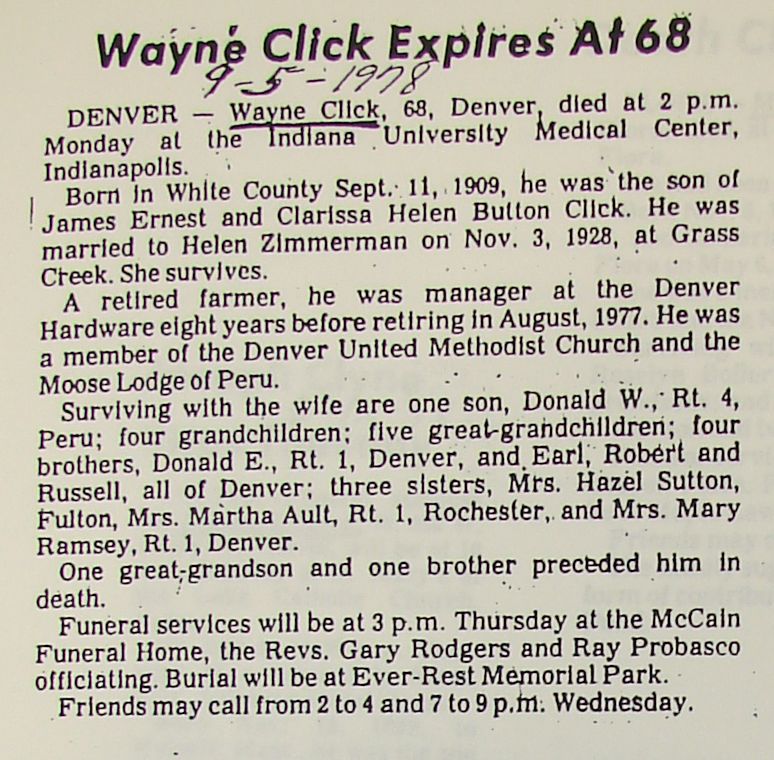 Wayne Click Expires At 68
9-5-1978
DENVER — Wayne Click, 68, Denver, died at 2 p.m.
Monday at the Indiana University Medical Center,
Indianapolis.
Born in White County Sept. 11, 1909, he was the son of
James Ernest and Clarissa Helen Button Click. He was
married to Helen Zimmerman on Nov. 3, 1928, at Grass
Creek. She survives.
A retired farmer, he was manager at the Denver
Hardware eight years before retiring in August, 1977. He was
a member of the Denver United Methodist Church and the
Moose Lodge of Peru.
Surviving with the wife are one son, Donald W., Rt. 4,
Peru; four grandchildren; five great-grandchildren; four
brothers, Donald E., Rt. 1, Denver, and Earl, Robert and
Russell, all of Denver; three sisters, Mrs. Hazel Sutton,
Fulton, Mrs. Martha Ault, Rt. 1, Rochester, and Mrs. Mary
Ramsey, Rt. 1, Denver.
One great-grandson and one brother preceded him in
death.
Funeral services will be at 3 p.m. Thursday at the McCain
Funeral Home, the Revs. Gary Rodgers and Ray Probasco
officiating. Burial will be at Ever-Rest Memorial Park.
Friends may call from 2 to 4 and 7 to 9 p.m. Wednesday.